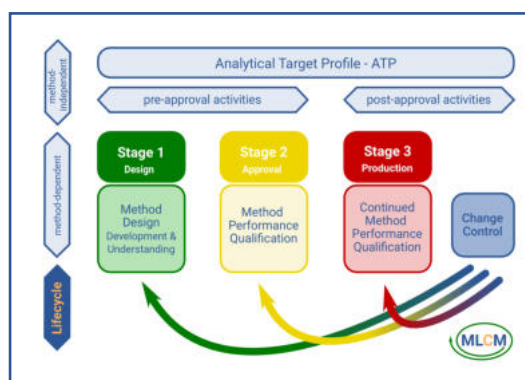 method-
independent
Analytical Target Profile - ATP
pre-approval activities
post-approval activities
method-dependent
Stage 1
Design
Stage 2
Approval
Stage 3
Production
Method
Design
Development &
Understanding
Method
Performance
Qualification
Continued
Method
Performance
Qualification
Change
Control
Lifecycle
MLCM